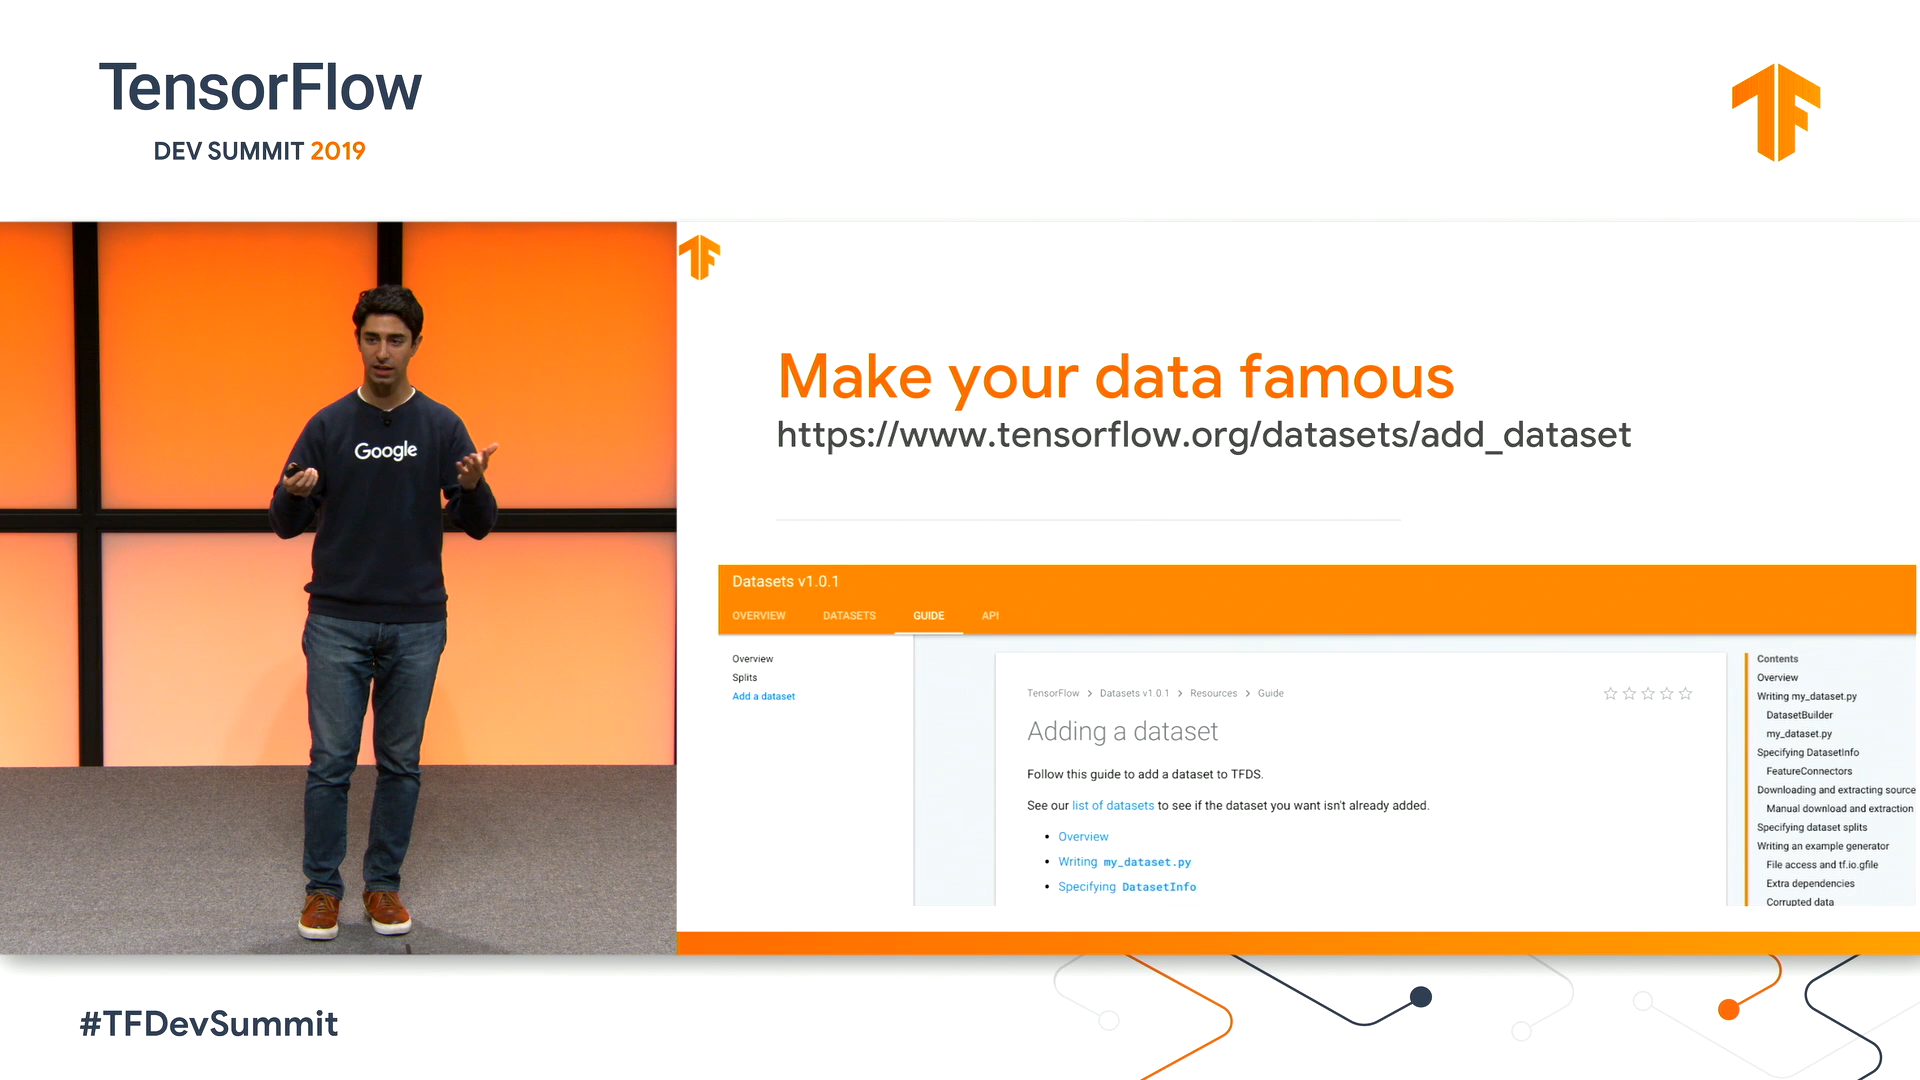 TensorFlow
DEV SUMMIT 2019
Google
Make your data famous
https://www.tensorflow.org/datasets/add_dataset
Datasets v1.0.1
OVERVIEW DATASETS GUIDE API
Overview
Splits
Add a dataset
TensorFlow > Datasets v1.0.1 > Resources > Guide
Adding a dataset
Follow this guide to add a dataset to TFDS.
See our list of datasets to see if the dataset you want isn't already added.
• Overview
• Writing my_dataset.py
• Specifying DatasetInfo
Contents
Overview
Writing my_dataset.py
DatasetBuilder
my_dataset.py
Specifying DatasetInfo
FeatureConnectors
Downloading and extracting source
Manual download and extraction
Specifying dataset splits
Writing an example generator
File access and tf.io.gfile
Extra dependencies
Corrupted data
#TFDevSummit